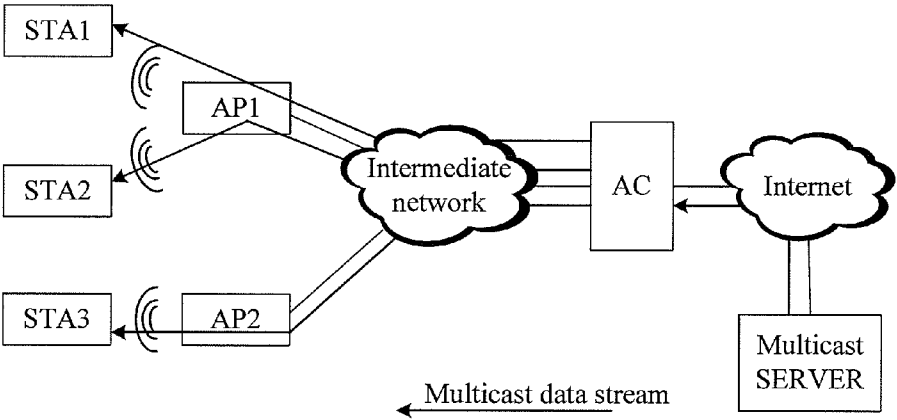 STA1
AP1
STA2
Intermediate
network
AC
Internet
STA3
AP2
Multicast
SERVER
Multicast data stream